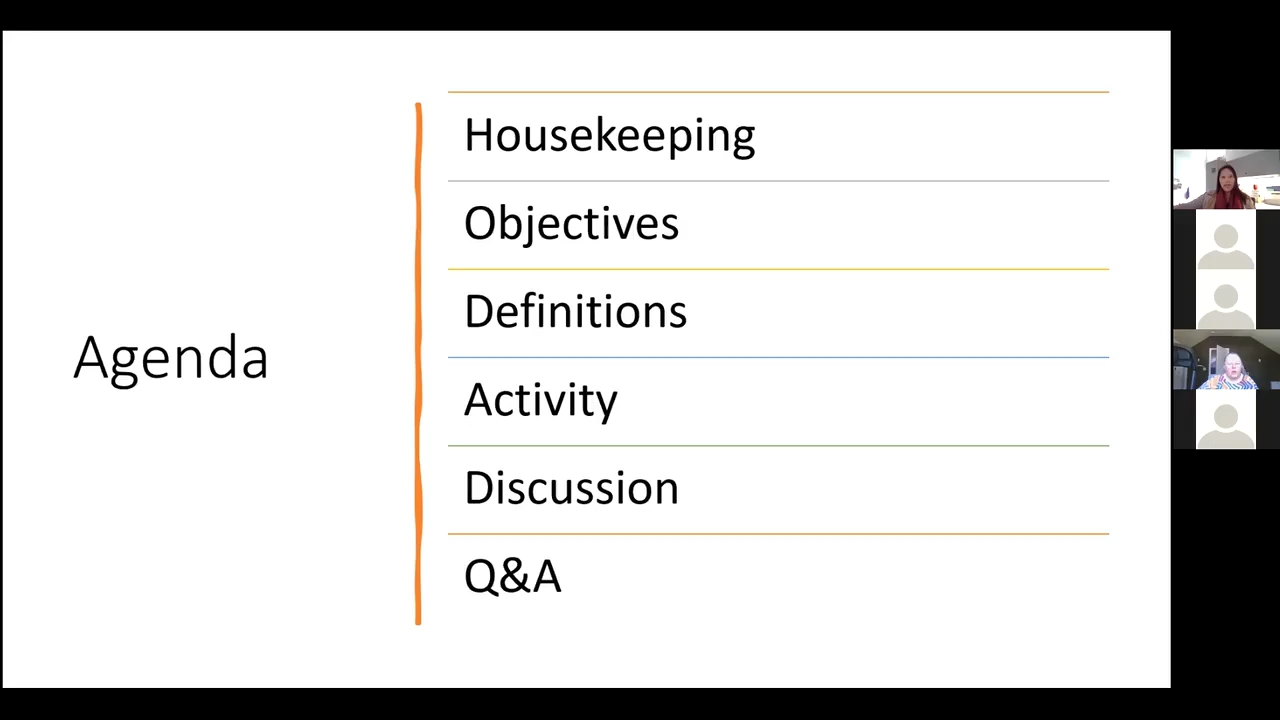 Agenda
Housekeeping
Objectives
Definitions
Activity
Discussion
Q&A